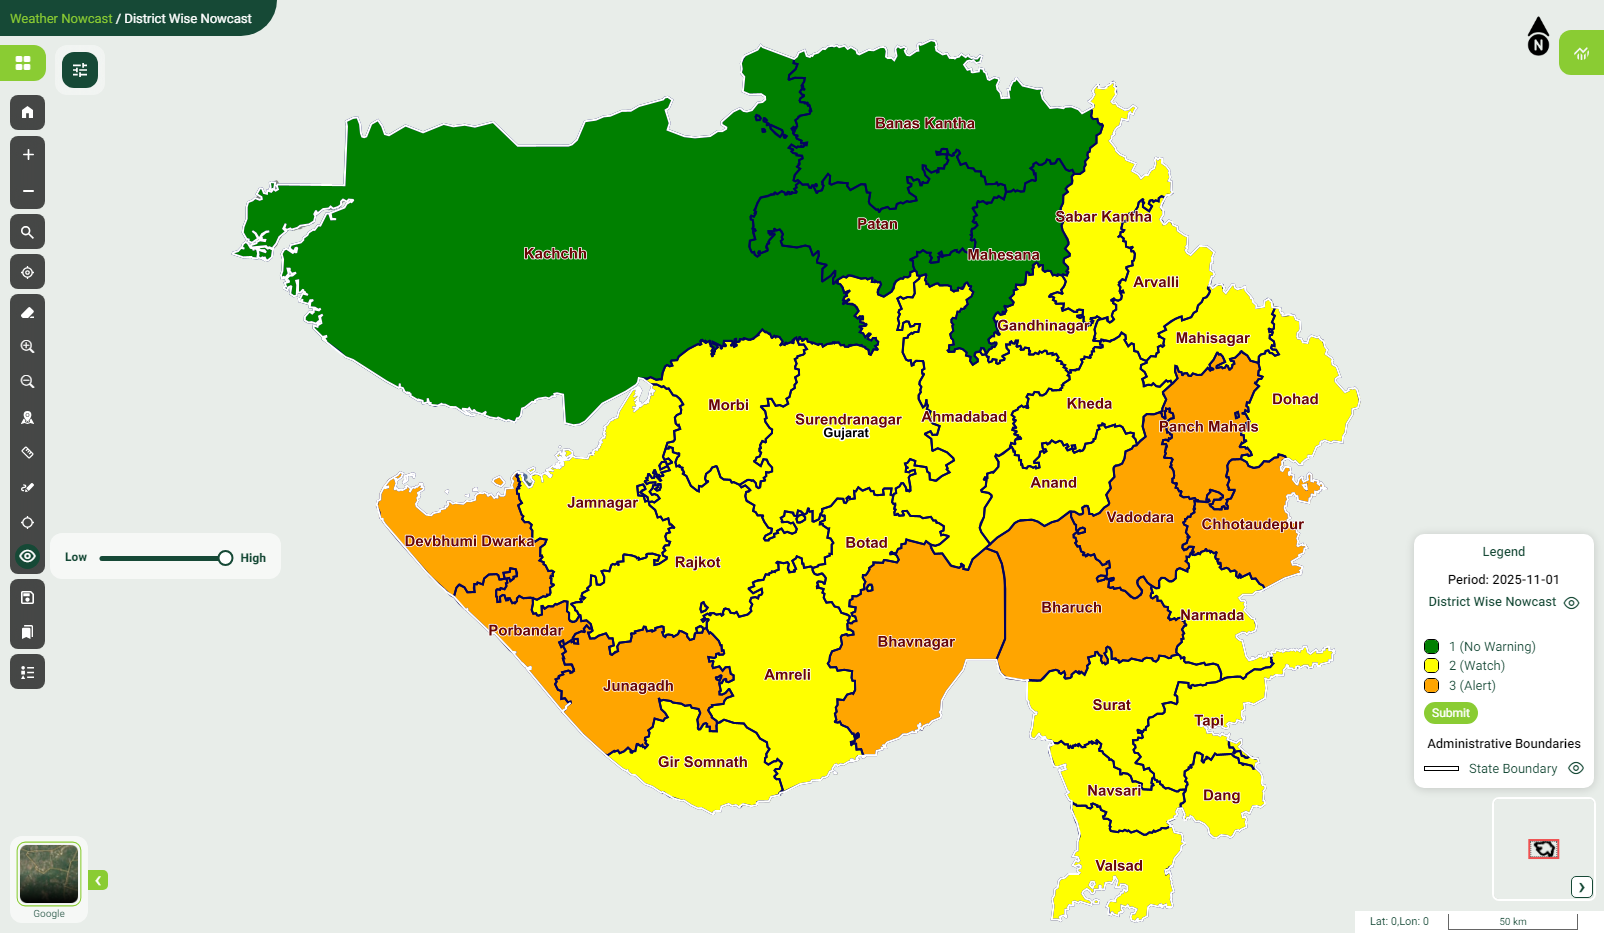 Weather Nowcast / District Wise Nowcast
N
Banas Kantha
Patan
Kachchh
Mahesana
Sabar Kantha
Arvalli
Gandhinagar
Mahisagar
Morbi
Surendranagar
Gujarat
Ahmadabad
Kheda
Dohad
Panch Mahals
Anand
Jamnagar
Vadodara
Chhotaudepur
Devbhumi Dwarka
Botad
Rajkot
Low
High
Bharuch
Narmada
Porbandar
Bhavnagar
Junagadh
Amreli
Surat
Tapi
Gir Somnath
Navsari
Dang
Valsad
Legend
Period: 2025-11-01
District Wise Nowcast
1 (No Warning)
2 (Watch)
3 (Alert)
Submit
Administrative Boundaries
State Boundary
Google
Lat: 0,Lon: 0
50 km